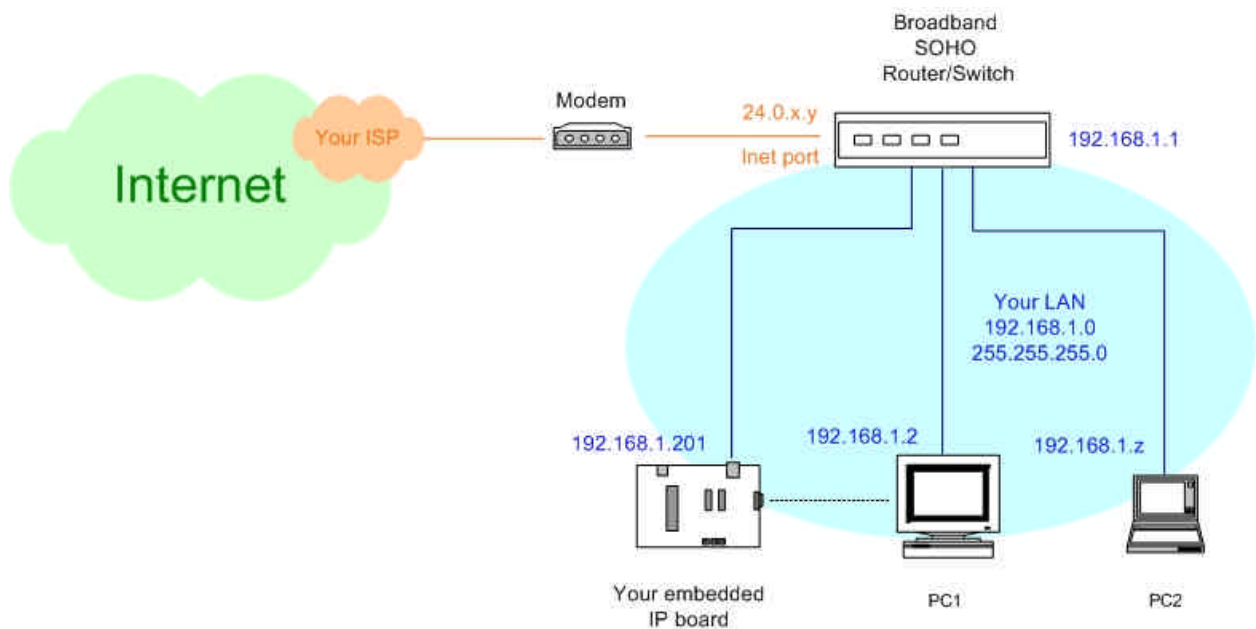 Broadband
SOHO
Router/Switch
Modem
24.0.x.y
Your ISP
192.168.1.1
Inet port
Internet
Your LAN
192.168.1.0
255.255.255.0
192.168.1.201
192.168.1.2
192.168.1.z
Your embedded
IP board
PC1
PC2